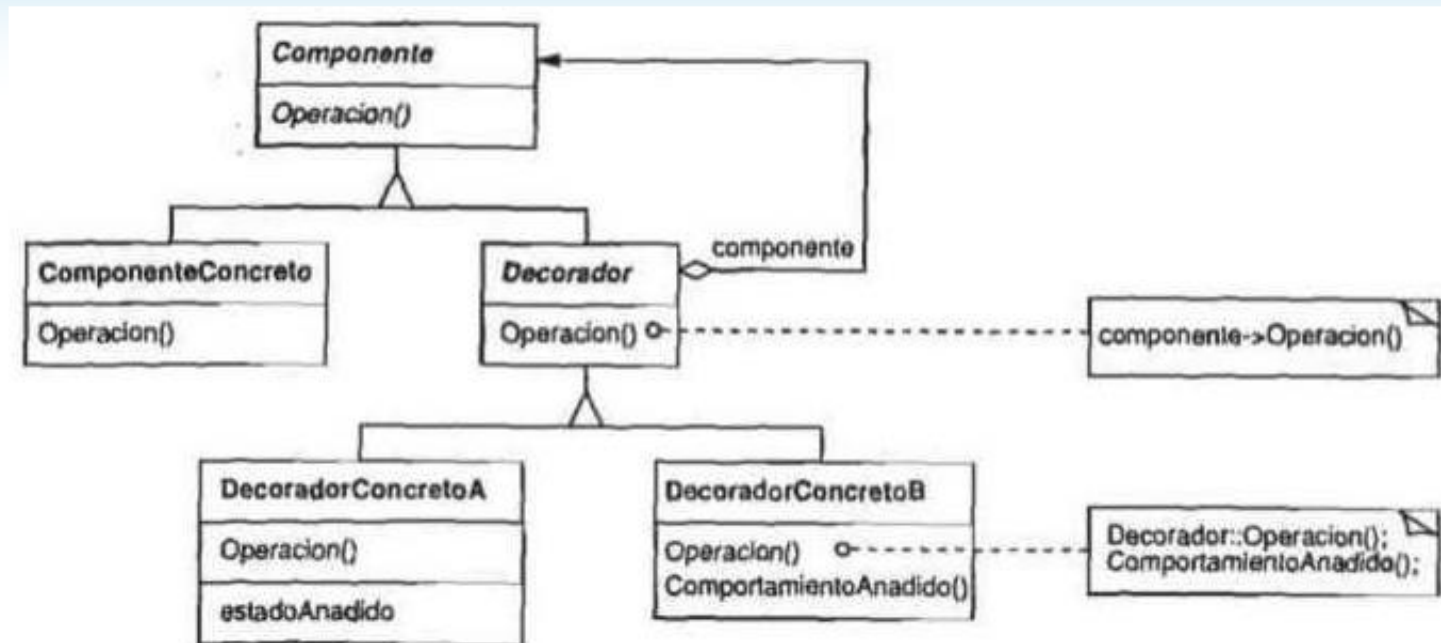 Componente
Operacion()
ComponenteConcreto
Operacion()
Decorador
Operacion()
componente
componente->Operacion()
DecoradorConcretoA
Operacion()
estadoAnadido
DecoradorConcretoB
Operacion()
ComportamientoAnadido()
Decorador::Operacion();
ComportamientoAnadido();